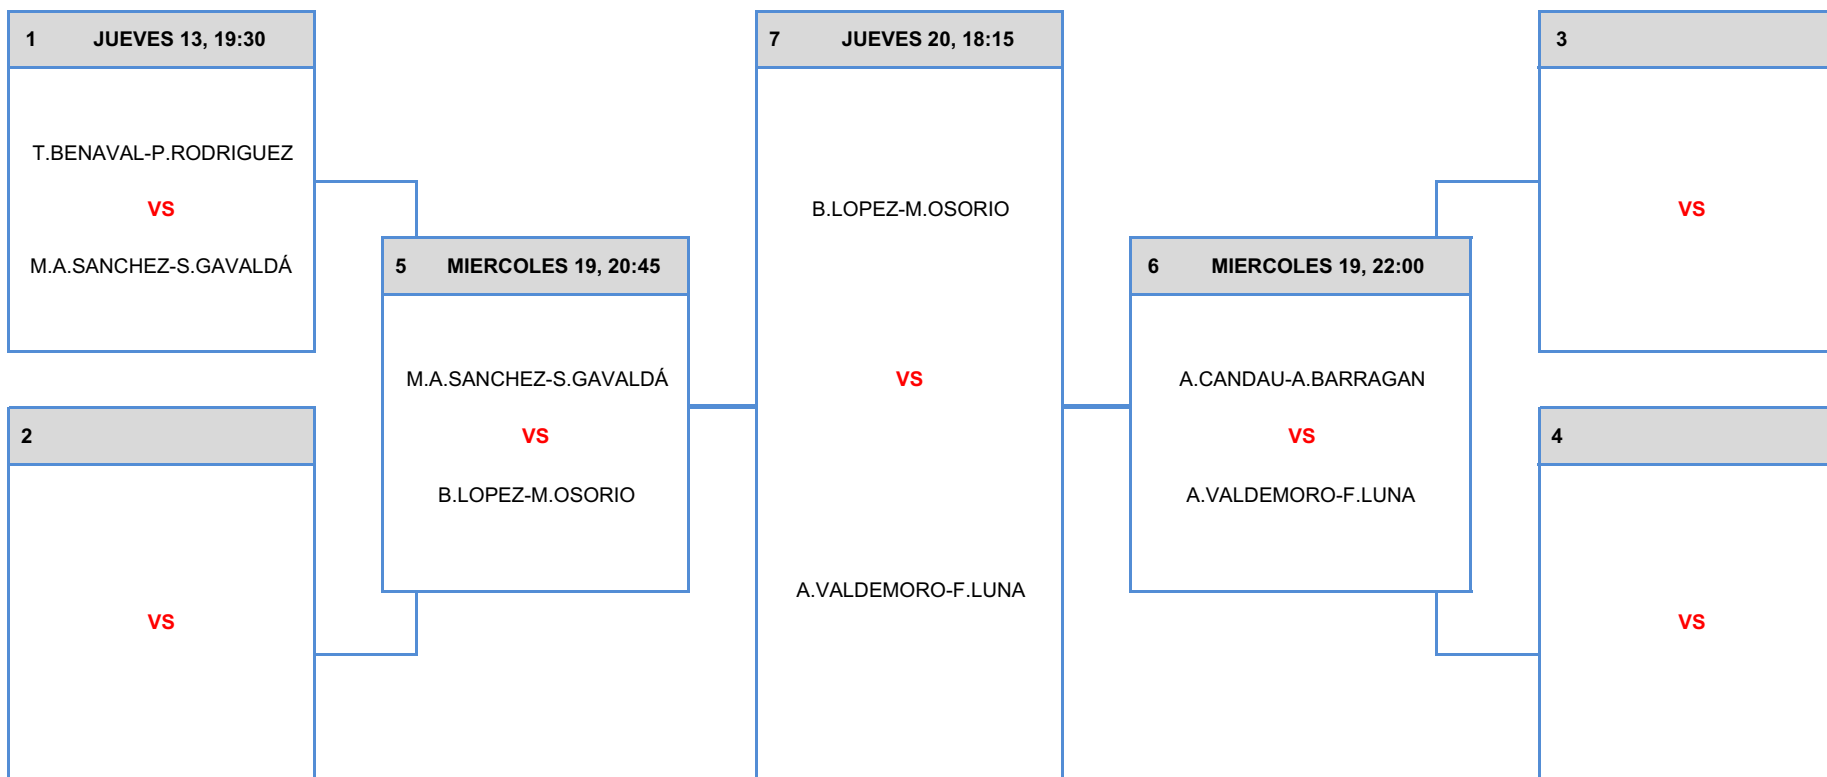 1 JUEVES 13, 19:30
T.BENAVAL-P.RODRIGUEZ
VS
M.A.SANCHEZ-S.GAVALDÁ
2
VS
5 MIERCOLES 19, 20:45
M.A.SANCHEZ-S.GAVALDÁ
VS
B.LOPEZ-M.OSORIO
7 JUEVES 20, 18:15
B.LOPEZ-M.OSORIO
VS
A.VALDEMORO-F.LUNA
6 MIERCOLES 19, 22:00
A.CANDAU-A.BARRAGAN
VS
A.VALDEMORO-F.LUNA
3
VS
4
VS